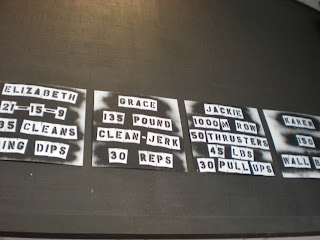 ELIZABETH
21-15-9
35 CLEANS
ING DIPS
GRACE
135 POUND
CLEAN-JERK
30 REPS
JACKIE
1000M ROW
50 THRUSTERS
45 LBS
30 PULL UPS
KAREN
150
WALL B